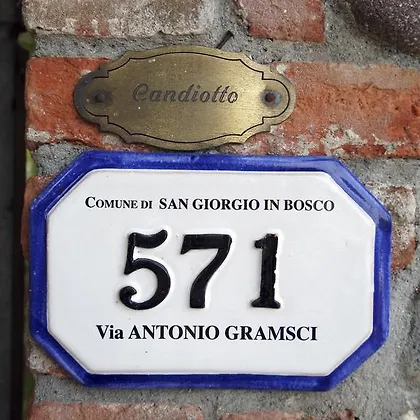 Candiotto
COMUNE DI SAN GIORGIO IN BOSCO
571
Via ANTONIO GRAMSCI